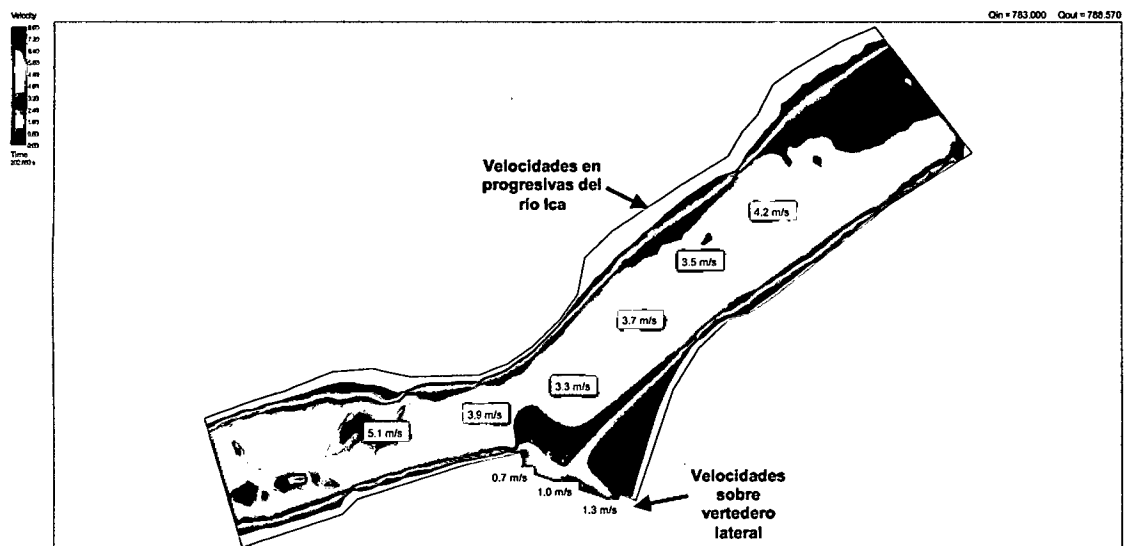 Velocity
Qin = 783.000 Qout = 788.570
Time
Velocidades en
progresivas del
río Ica
4.2 m/s
3.5 m/s
3.7 m/s
3.3 m/s
3.9 m/s
5.1 m/s
0.7 m/s
1.0 m/s
1.3 m/s
Velocidades
sobre
vertedero
lateral